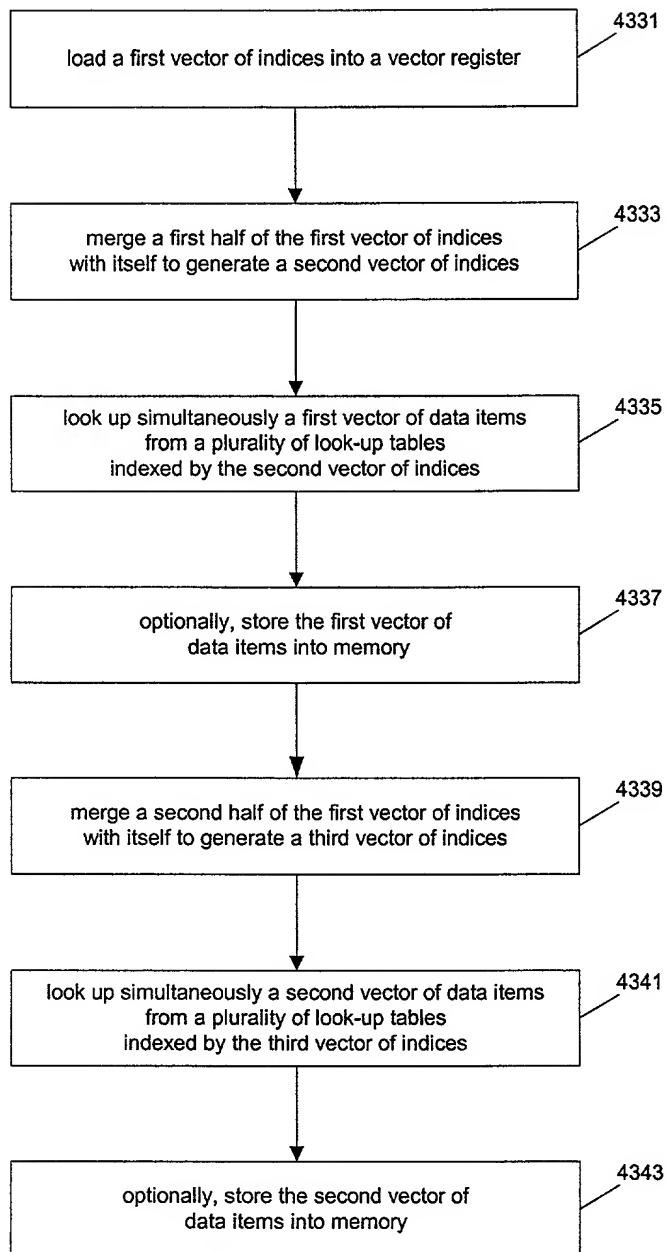 4331
load a first vector of indices into a vector register
4333
merge a first half of the first vector of indices
with itself to generate a second vector of indices
4335
look up simultaneously a first vector of data items
from a plurality of look-up tables
indexed by the second vector of indices
4337
optionally, store the first vector of
data items into memory
4339
merge a second half of the first vector of indices
with itself to generate a third vector of indices
4341
look up simultaneously a second vector of data items
from a plurality of look-up tables
indexed by the third vector of indices
4343
optionally, store the second vector of
data items into memory